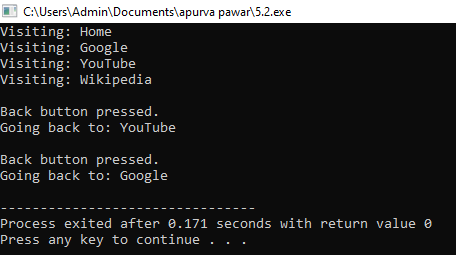 C:\Users\Admin\Documents\apurva pawar\5.2.exe
Visiting: Home
Visiting: Google
Visiting: YouTube
Visiting: Wikipedia
Back button pressed.
Going back to: YouTube
Back button pressed.
Going back to: Google
--------------------------------
Process exited after 0.171 seconds with return value 0
Press any key to continue . . .